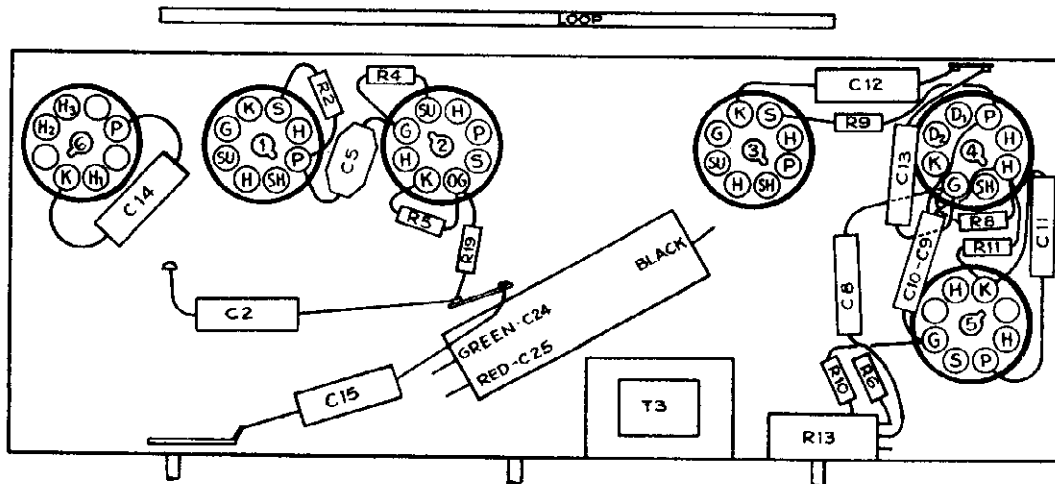 LOOP
H3 P H2 6 K H1
C14
K S G H 1 SU P H SH
R2
C5
R4
SU H G P 2 H S K OG
R5
R19
C2
C15
BLACK
GREEN-C24
RED-C25
T3
K S G H 3 SU P H SH
C12
R9
C13
D1 P D2 H 4 K H G SH
R8
R11
C11
C10-C9
C8
H K 5 G H S P
R10
R6
R13